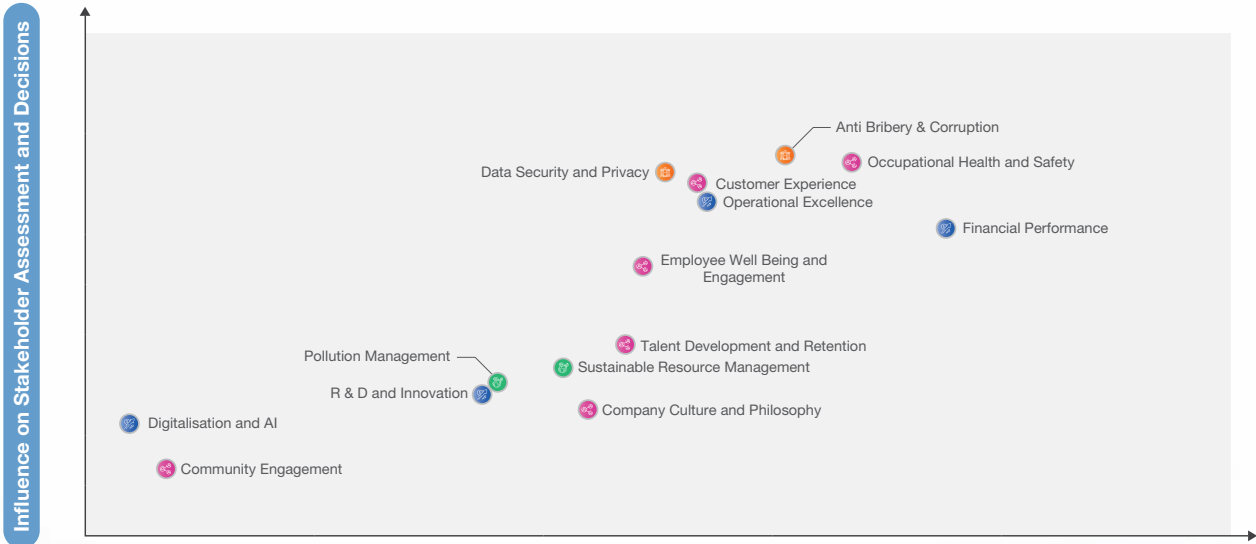 Influence on Stakeholder Assessment and Decisions
Anti Bribery & Corruption
Occupational Health and Safety
Data Security and Privacy
Customer Experience
Operational Excellence
Financial Performance
Employee Well Being and
Engagement
Talent Development and Retention
Pollution Management
Sustainable Resource Management
R & D and Innovation
Company Culture and Philosophy
Digitalisation and AI
Community Engagement